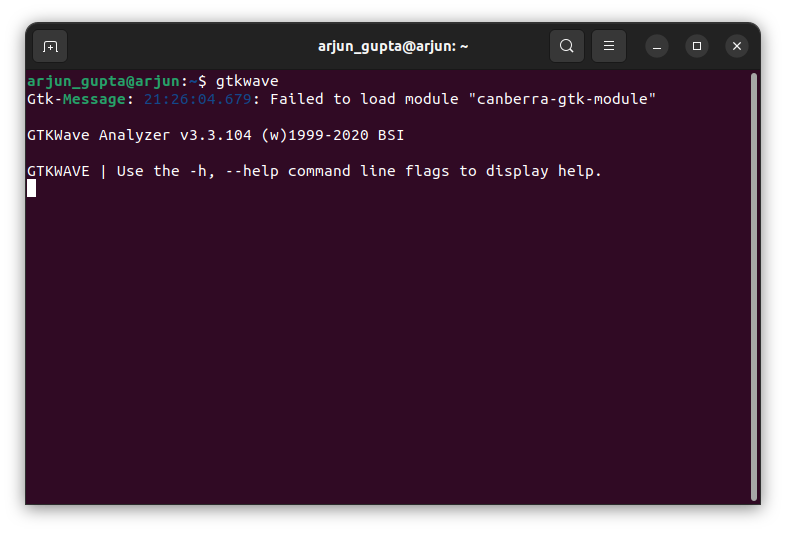 arjun_gupta@arjun: ~
arjun_gupta@arjun:~$ gtkwave
Gtk-Message: 21:26:04.679: Failed to load module "canberra-gtk-module"
GTKWave Analyzer v3.3.104 (w)1999-2020 BSI
GTKWAVE | Use the -h, --help command line flags to display help.